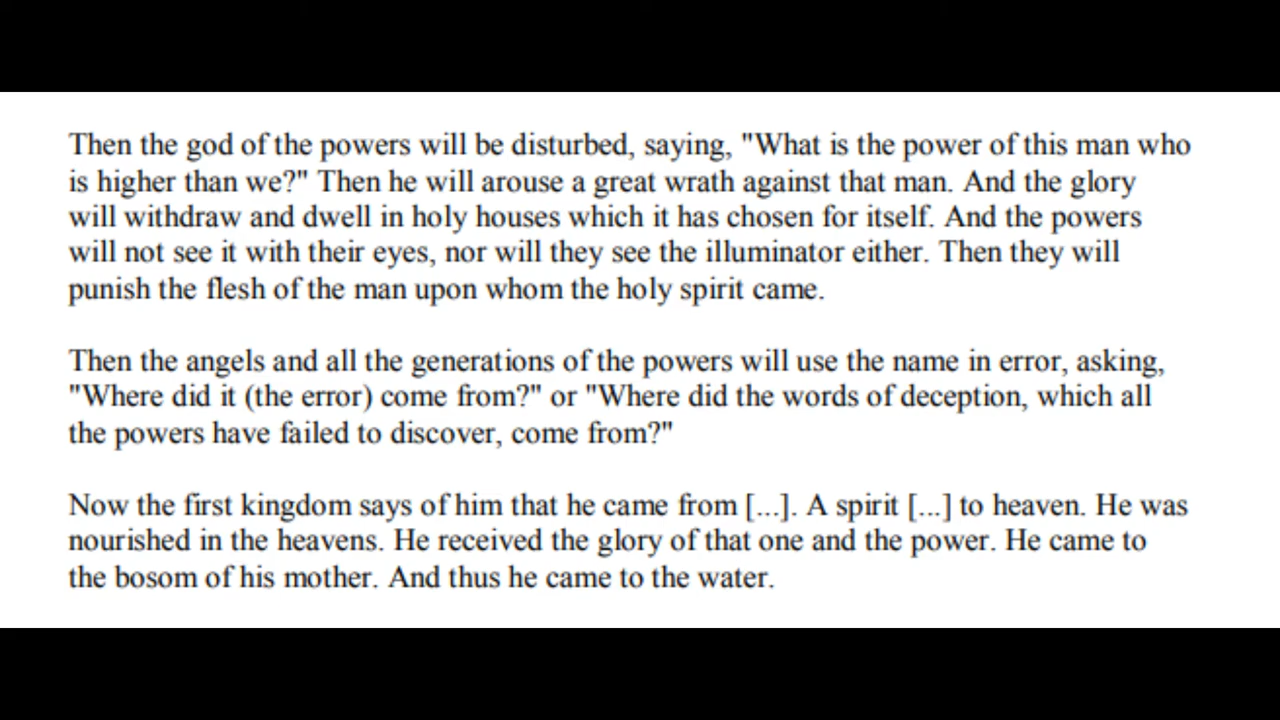 Then the god of the powers will be disturbed, saying, "What is the power of this man who
is higher than we?" Then he will arouse a great wrath against that man. And the glory
will withdraw and dwell in holy houses which it has chosen for itself. And the powers
will not see it with their eyes, nor will they see the illuminator either. Then they will
punish the flesh of the man upon whom the holy spirit came.
Then the angels and all the generations of the powers will use the name in error, asking,
"Where did it (the error) come from?" or "Where did the words of deception, which all
the powers have failed to discover, come from?"
Now the first kingdom says of him that he came from [...]. A spirit [...] to heaven. He was
nourished in the heavens. He received the glory of that one and the power. He came to
the bosom of his mother. And thus he came to the water.